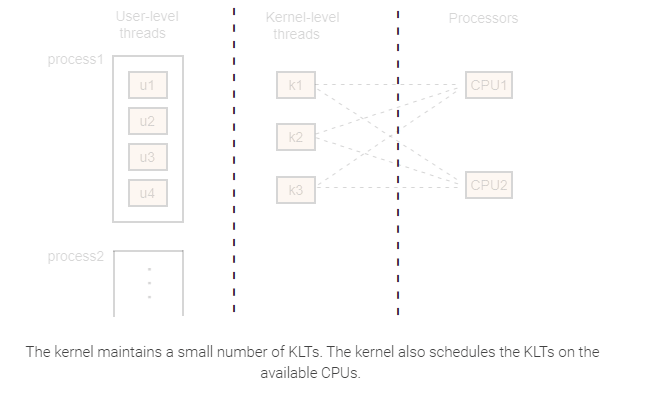 User-level
threads
Kernel-level
threads
Processors
process1
u1
u2
u3
u4
k1
k2
k3
CPU1
CPU2
process2
The kernel maintains a small number of KLTs. The kernel also schedules the KLTs on the
available CPUs.